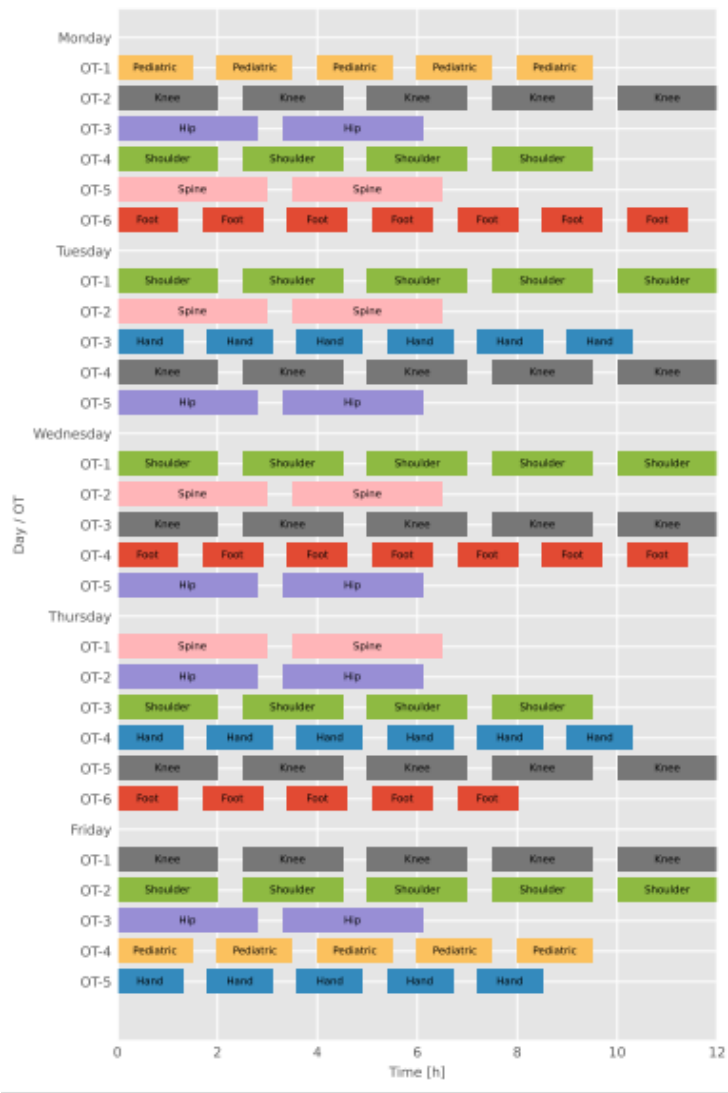 Monday
OT-1 Pediatric Pediatric Pediatric Pediatric Pediatric
OT-2 Knee Knee Knee Knee Knee
OT-3 Hip Hip
OT-4 Shoulder Shoulder Shoulder Shoulder
OT-5 Spine Spine
OT-6 Foot Foot Foot Foot Foot Foot Foot
Tuesday
OT-1 Shoulder Shoulder Shoulder Shoulder Shoulder
OT-2 Spine Spine
OT-3 Hand Hand Hand Hand Hand Hand
OT-4 Knee Knee Knee Knee Knee
OT-5 Hip Hip
Wednesday
OT-1 Shoulder Shoulder Shoulder Shoulder Shoulder
OT-2 Spine Spine
OT-3 Knee Knee Knee Knee Knee
OT-4 Foot Foot Foot Foot Foot Foot Foot
OT-5 Hip Hip
Thursday
OT-1 Spine Spine
OT-2 Hip Hip
OT-3 Shoulder Shoulder Shoulder Shoulder
OT-4 Hand Hand Hand Hand Hand Hand
OT-5 Knee Knee Knee Knee Knee
OT-6 Foot Foot Foot Foot Foot
Friday
OT-1 Knee Knee Knee Knee Knee
OT-2 Shoulder Shoulder Shoulder Shoulder Shoulder
OT-3 Hip Hip
OT-4 Pediatric Pediatric Pediatric Pediatric Pediatric
OT-5 Hand Hand Hand Hand Hand
Day / OT
0 2 4 6 8 10 12
Time [h]